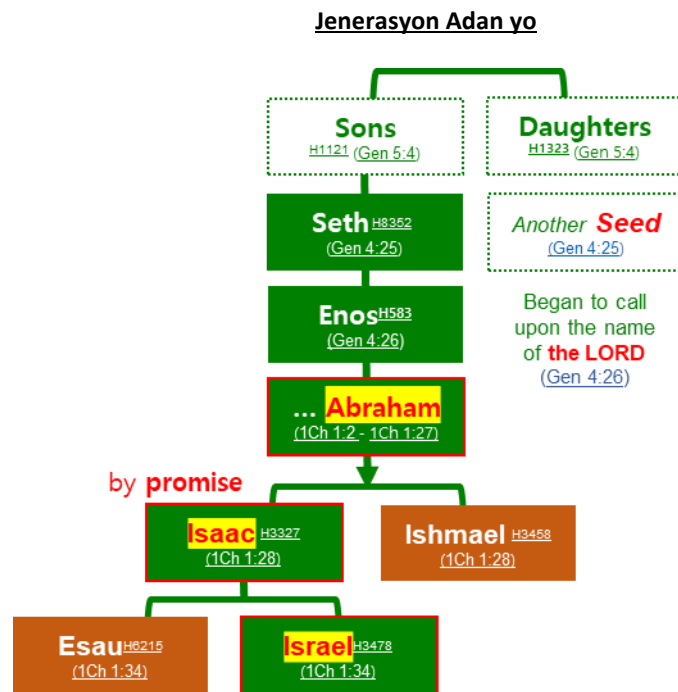 Jenerasyon Adan yo
Sons
H1121 (Gen 5:4)
Daughters
H1323 (Gen 5:4)
Seth H8352
(Gen 4:25)
Another Seed
(Gen 4:25)
Enos H583
(Gen 4:26)
Began to call
upon the name
of the LORD
(Gen 4:26)
... Abraham
(1Ch 1:2 - 1Ch 1:27)
by promise
Isaac H3327
(1Ch 1:28)
Ishmael H3458
(1Ch 1:28)
Esau H6215
(1Ch 1:34)
Israel H3478
(1Ch 1:34)